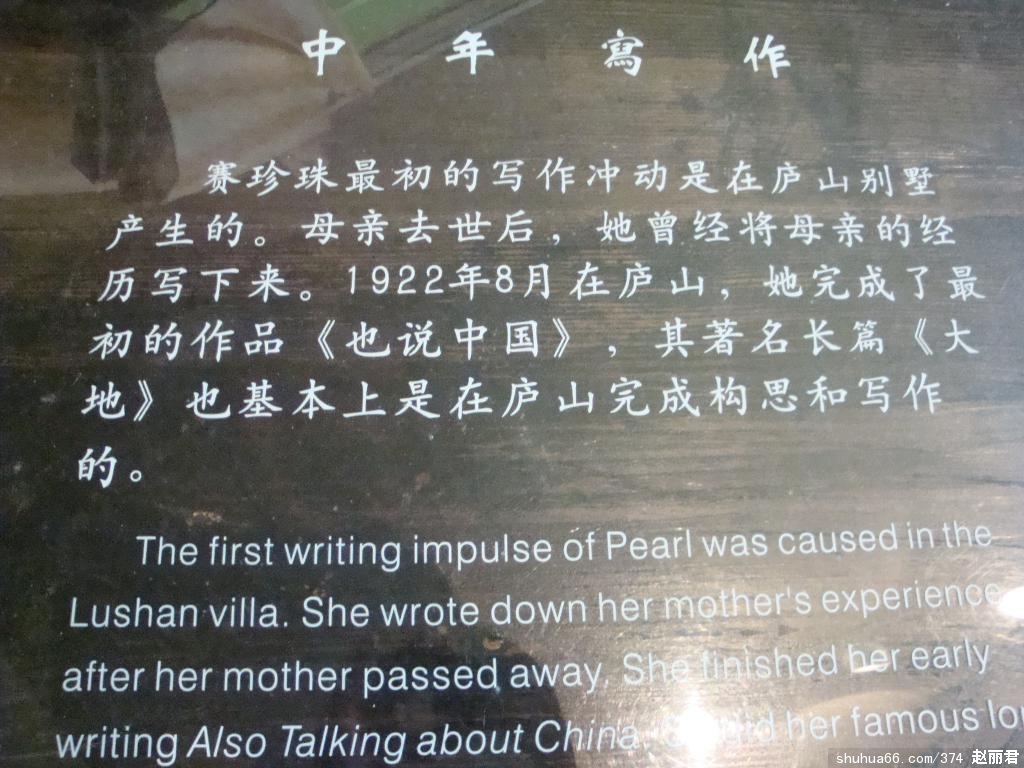 中年寫作
赛珍珠最初的写作冲动是在庐山别墅
产生的。母亲去世后，她曾经将母亲的经
历写下来。1922年8月在庐山，她完成了最
初的作品《也说中国》，其著名长篇《大
地》也基本上是在庐山完成构思和写作
的。
The first writing impulse of Pearl was caused in the
Lushan villa. She wrote down her mother's experience
after her mother passed away. She finished her early
writing Also Talking about China. her famous
shuhua66.com/374 赵丽君